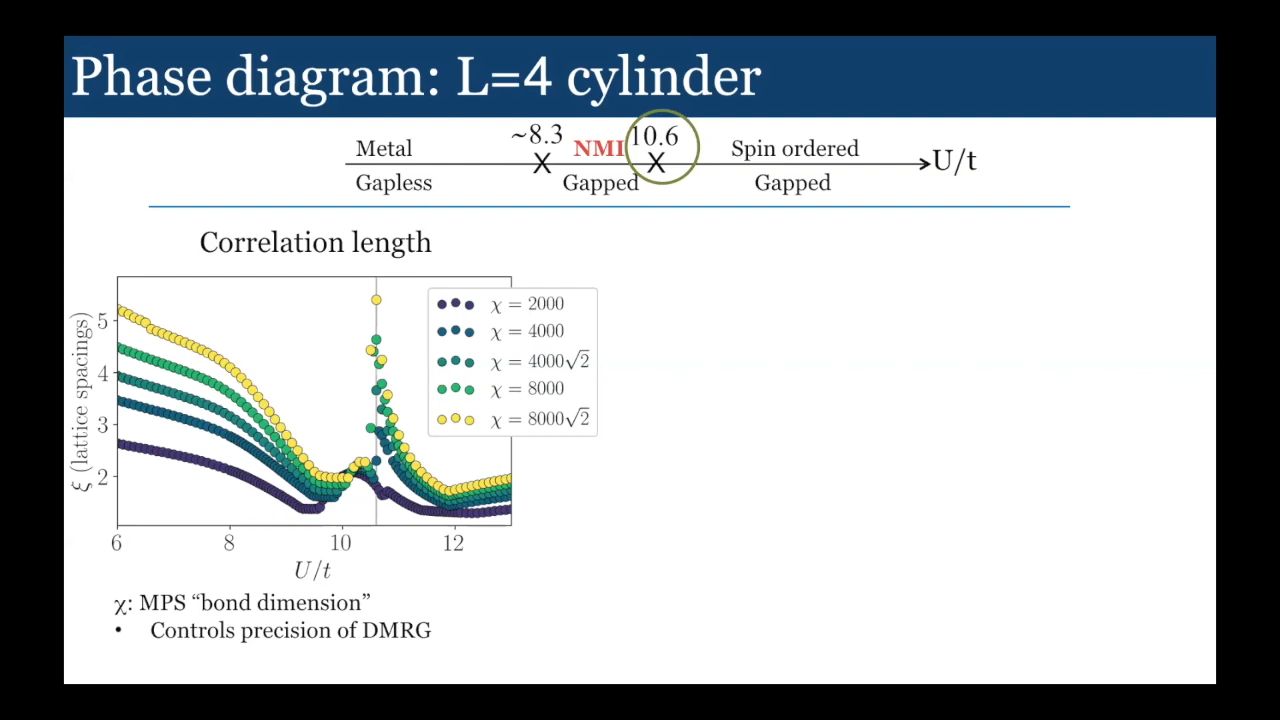 Phase diagram: L=4 cylinder
~8.3 10.6
Metal NMI Spin ordered
X X U/t
Gapless Gapped Gapped
Correlation length
ξ (lattice spacings)
5
4
3
2
6 8 10 12
U/t
χ = 2000
χ = 4000
χ = 4000√2
χ = 8000
χ = 8000√2
χ: MPS “bond dimension”
• Controls precision of DMRG